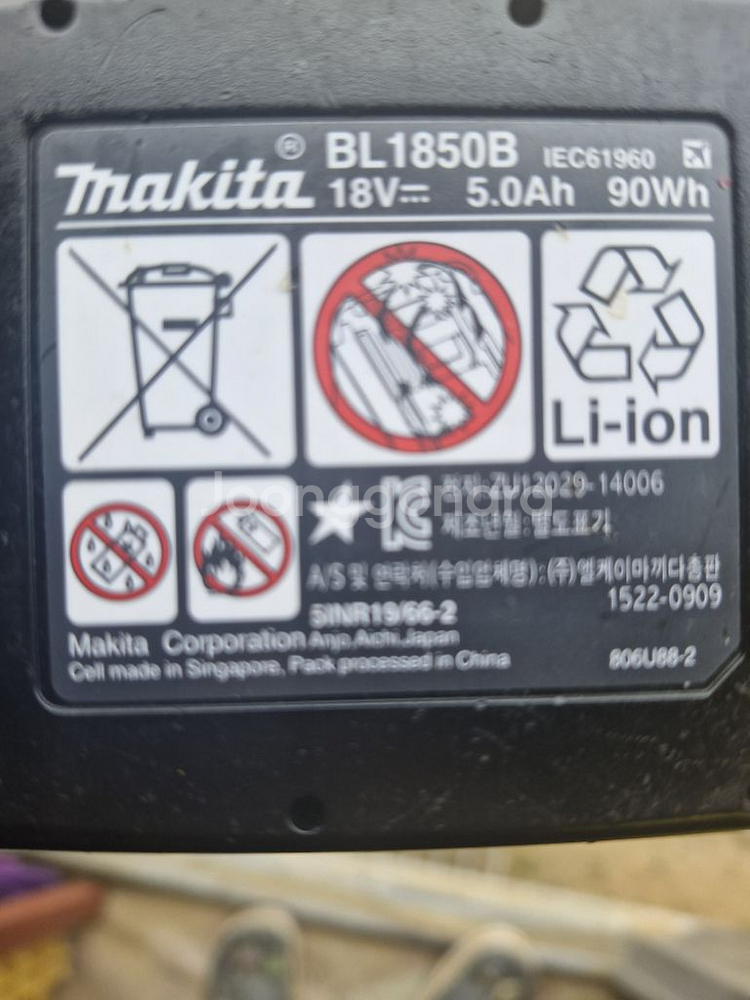 makita® BL1850B IEC61960
18V 5.0Ah 90Wh
Li-ion
Joonggonara
ZU12029-14006
제조년월:별도표기
A/S 및 연락처(수입업체명):(주)엘케이마끼다총판
1522-0909
5INR19/66-2
Makita Corporation Anjo, Aichi, Japan
Cell made in Singapore, Pack processed in China
806U88-2